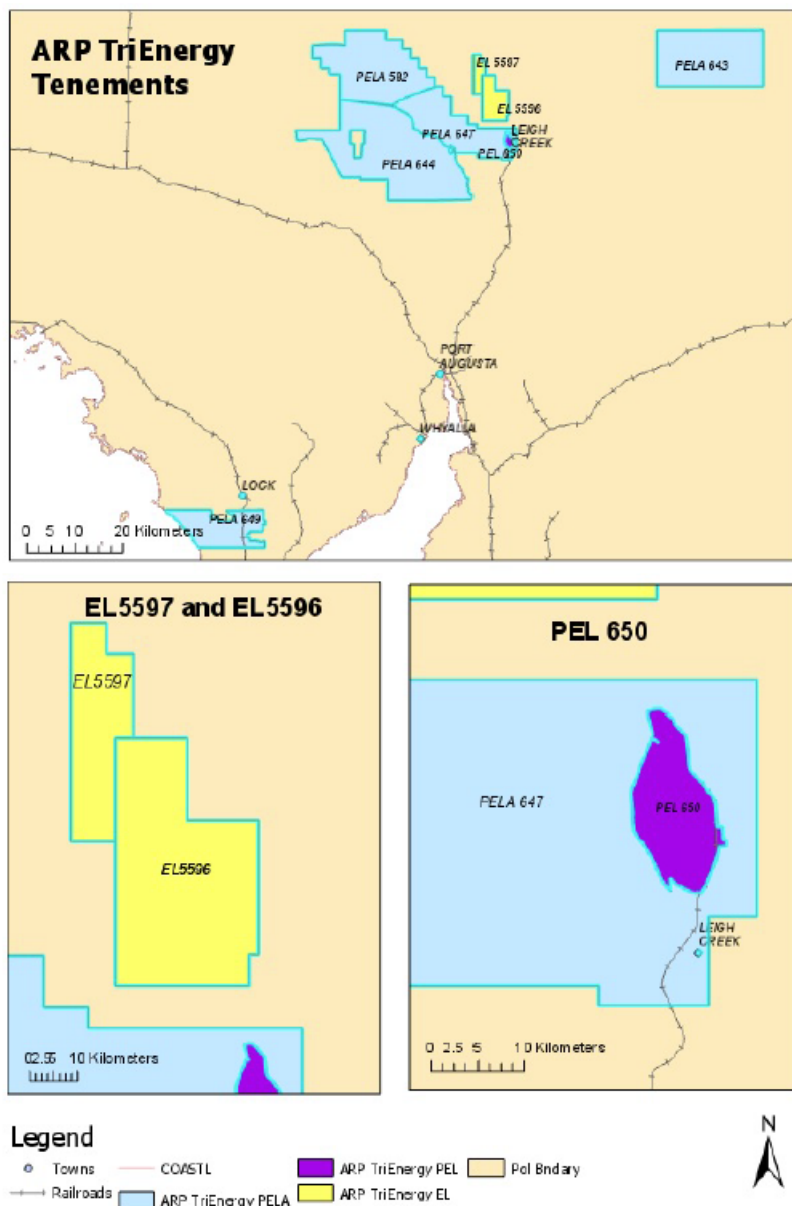 ARP TriEnergy
Tenements
EL 5597
PELA 643
PELA 592
EL 5596
PELA 647
LEIGH
CREEK
PEL 650
PELA 644
PORT
AUGUSTA
WHYALLA
LOCK
PELA 649
0 5 10 20 Kilometers
EL5597 and EL5596
EL5597
EL5596
10 Kilometers
PEL 650
PELA 647
PEL 650
LEIGH
CREEK
0 2.5 5 10 Kilometers
Legend
Towns
COASTL
ARP TriEnergy PEL
Pol Bndary
Railroads
ARP TriEnergy PELA
ARP TriEnergy EL
N